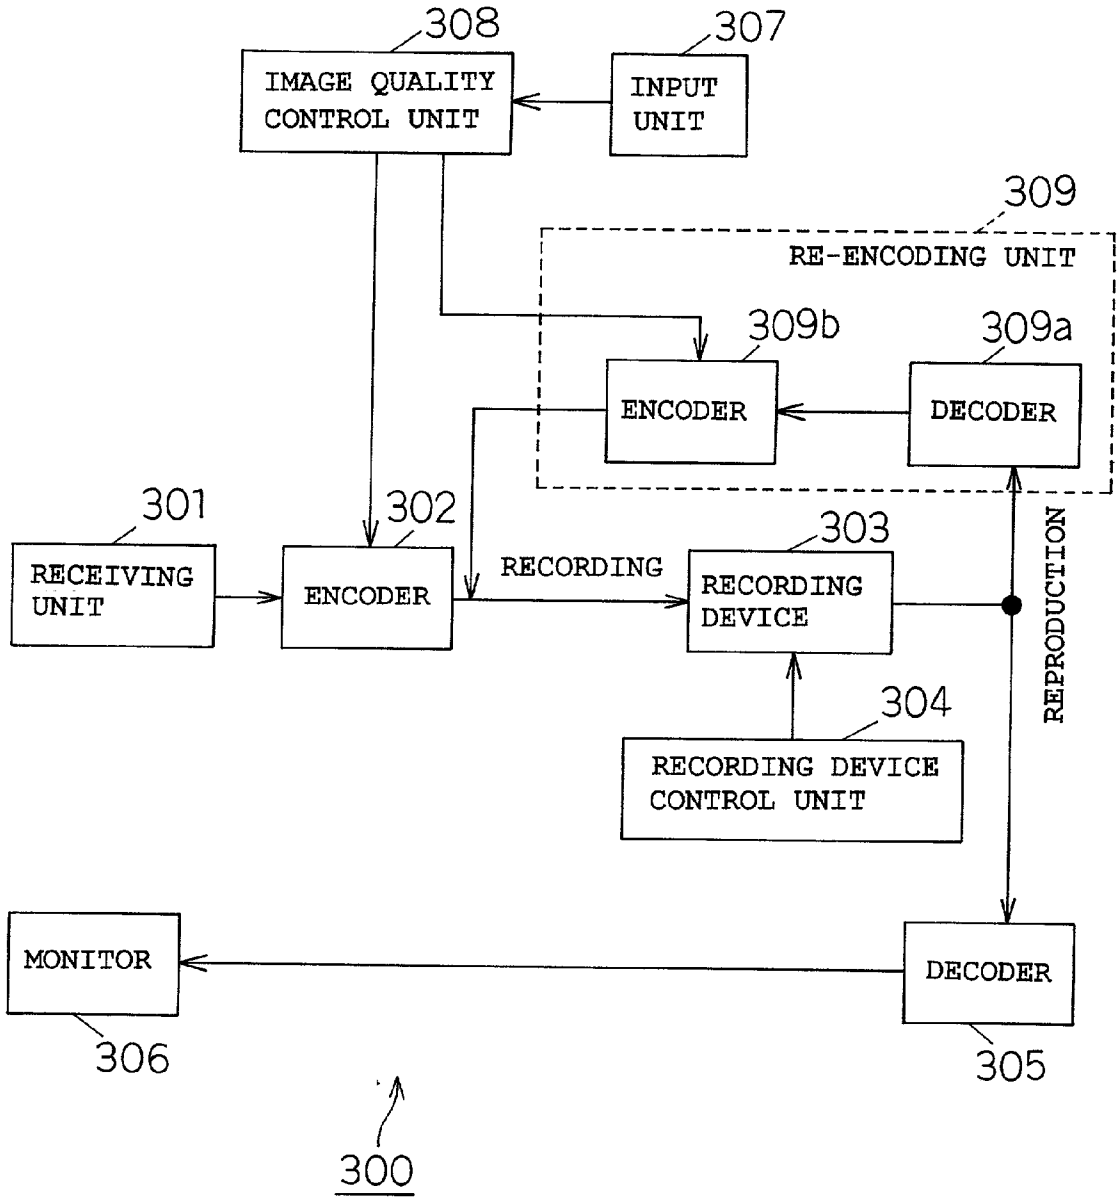 308
307
IMAGE QUALITY
CONTROL UNIT
INPUT
UNIT
309
RE-ENCODING UNIT
309b
309a
ENCODER
DECODER
301
302
303
RECEIVING
UNIT
ENCODER
RECORDING
RECORDING
DEVICE
REPRODUCTION
304
RECORDING DEVICE
CONTROL UNIT
MONITOR
DECODER
306
305
300